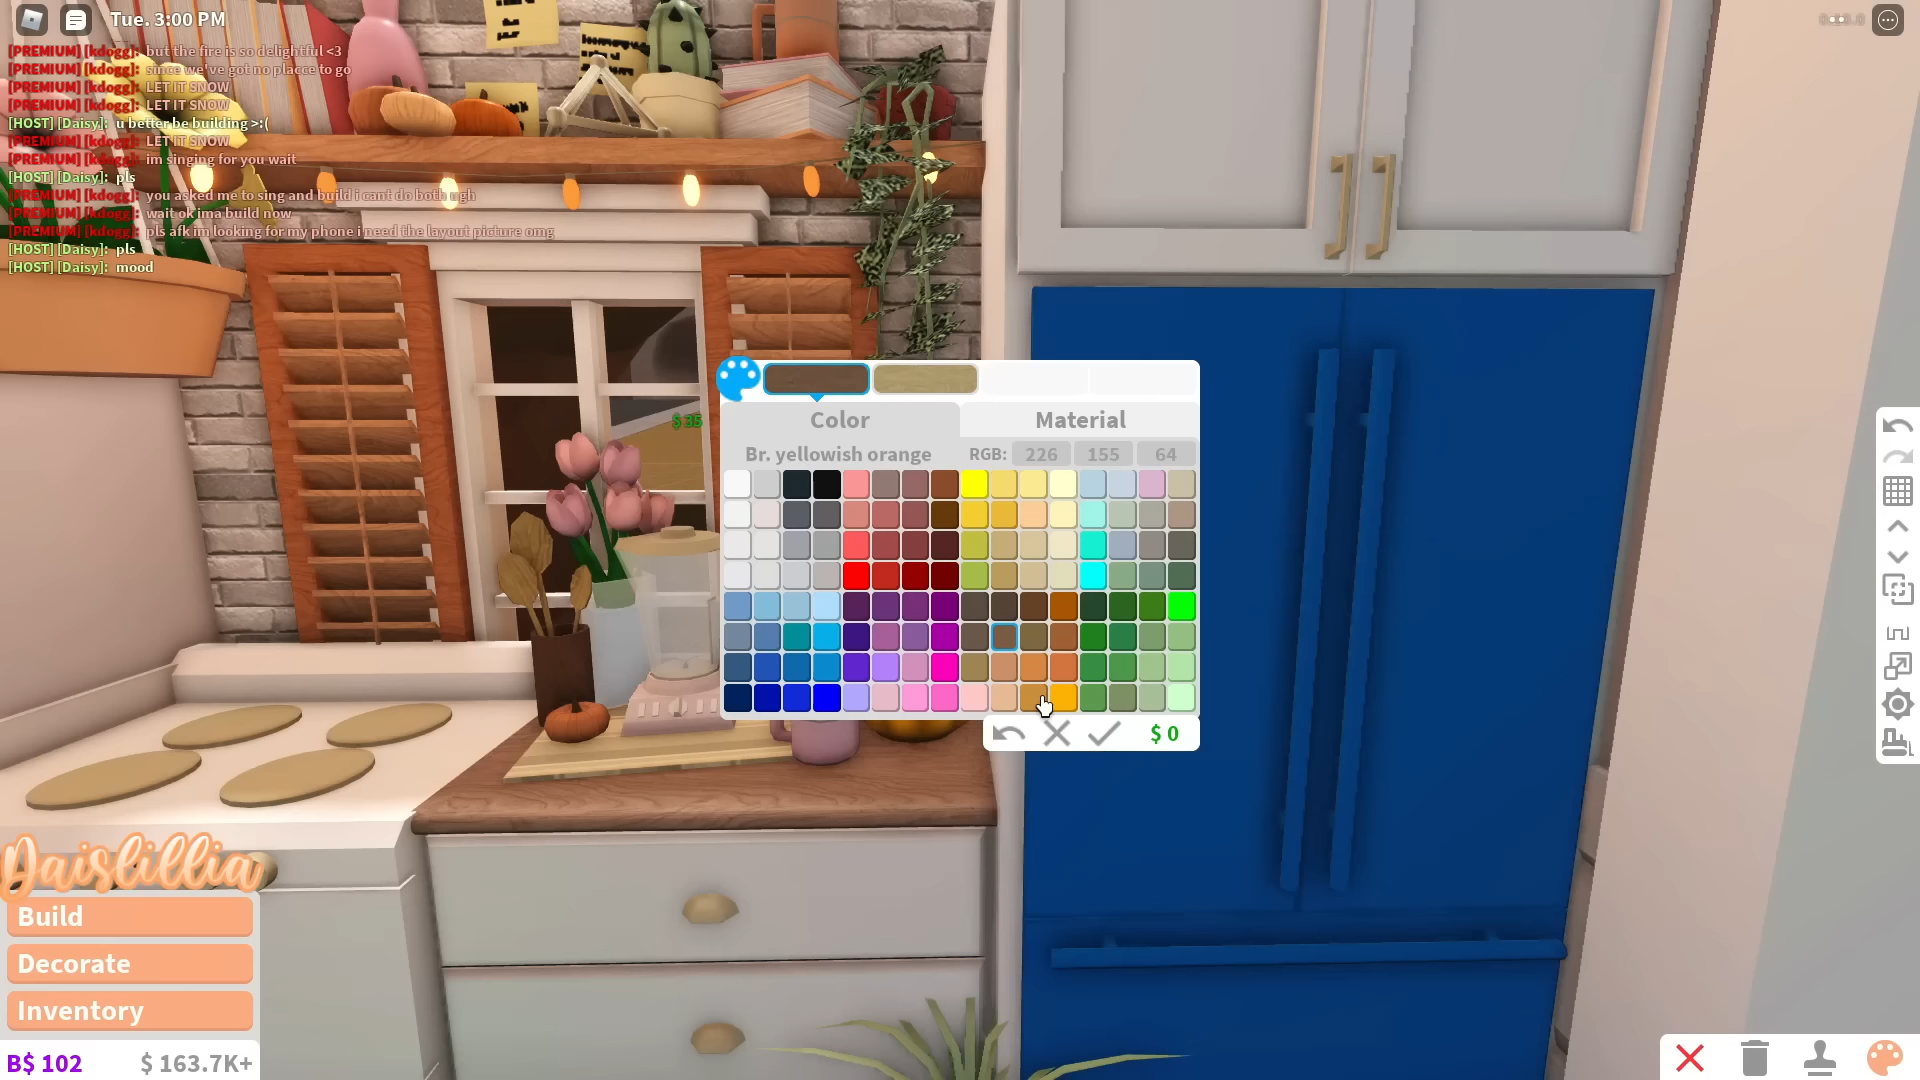 Tue. 3:00 PM
[PREMIUM] [kdogg]: but the fire is so delightful <3
[PREMIUM] [kdogg]: since we've got no placce to go
[PREMIUM] [kdogg]: LET IT SNOW
[PREMIUM] [kdogg]: LET IT SNOW
[HOST] [Daisy]: u better be building >:(
[PREMIUM] [kdogg]: LET IT SNOW
[PREMIUM] [kdogg]: im singing for you wait
[HOST] [Daisy]: pls
[PREMIUM] [kdogg]: you asked me to sing and build i cant do both ugh
[PREMIUM] [kdogg]: wait ok ima build now
[PREMIUM] [kdogg]: pls afk im looking for my phone i need the layout picture omg
[HOST] [Daisy]: pls
[HOST] [Daisy]: mood
$ 35
Color
Material
Br. yellowish orange
RGB: 226 155 64
$ 0
Daisfillia
Build
Decorate
Inventory
B$ 102
$ 163.7K+